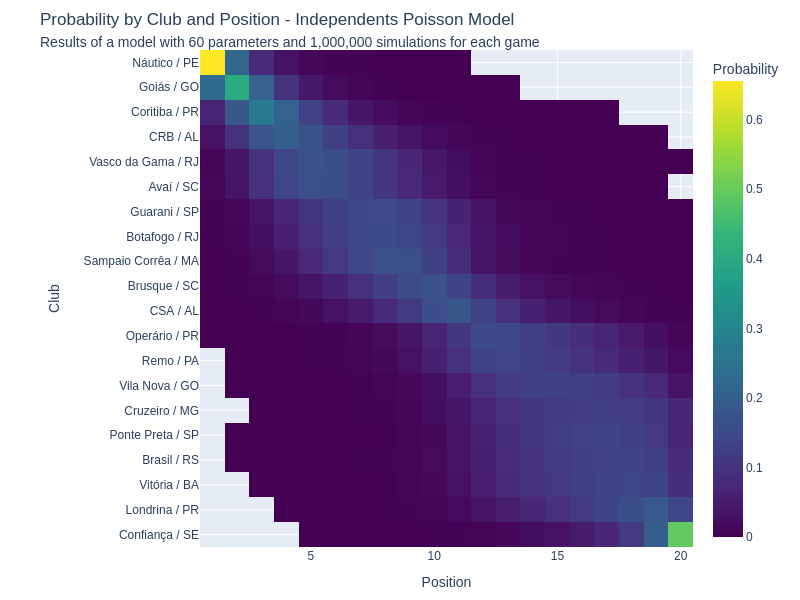 Probability by Club and Position - Independents Poisson Model
Results of a model with 60 parameters and 1,000,000 simulations for each game
Probability
Náutico / PE
Goiás / GO
Coritiba / PR
CRB / AL
Vasco da Gama / RJ
Avaí / SC
Guarani / SP
Botafogo / RJ
Sampaio Corrêa / MA
Brusque / SC
CSA / AL
Operário / PR
Remo / PA
Vila Nova / GO
Cruzeiro / MG
Ponte Preta / SP
Brasil / RS
Vitória / BA
Londrina / PR
Confiança / SE
Club
5 10 15 20
Position
0.6
0.5
0.4
0.3
0.2
0.1
0